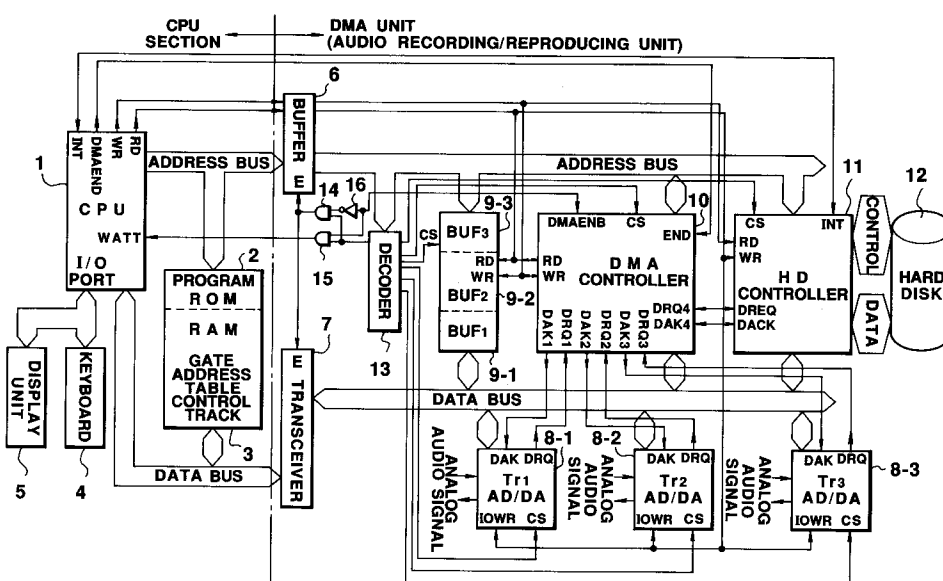 CPU SECTION
DMA UNIT
(AUDIO RECORDING/REPRODUCING UNIT)
6
BUFFER
E
INT
DMAEND
WR
RD
1
CPU
WATT
I/O
PORT
ADDRESS BUS
ADDRESS BUS
14
16
15
2
PROGRAM
ROM
RAM
GATE
ADDRESS
TABLE
CONTROL
TRACK
3
DISPLAY
UNIT
5
KEYBOARD
4
DATA BUS
7
E TRANSCEIVER
DECODER
13
CS
9-3
BUF3
RD
WR
BUF2
9-2
BUF1
9-1
DMAENB
CS
10
END
RD
WR
DMA
CONTROLLER
DRQ4
DAK4
DAK1
DRQ1
DAK2
DRQ2
DAK3
DRQ3
11
CS
INT
RD
WR
HD
CONTROLLER
DREQ
DACK
CONTROL
DATA
12
HARD
DISK
DATA BUS
ANALOG
AUDIO SIGNAL
8-1
DAK DRQ
Tr1
AD/DA
IOWR CS
ANALOG
AUDIO
SIGNAL
8-2
DAK DRQ
Tr2
AD/DA
IOWR CS
ANALOG
AUDIO
SIGNAL
8-3
DAK DRQ
Tr3
AD/DA
IOWR CS